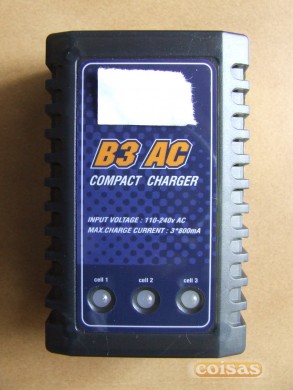 B3 AC
COMPACT CHARGER
INPUT VOLTAGE : 110-240v AC
MAX.CHARGE CURRENT : 3*800mA
cell 1 cell 2 cell 3
coisas